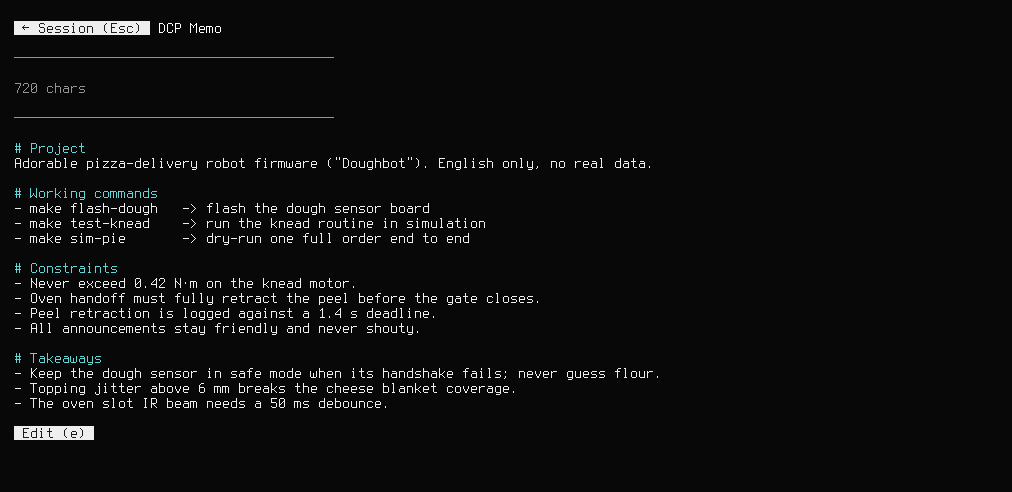 ← Session (Esc) DCP Memo
720 chars
# Project
Adorable pizza-delivery robot firmware ("Doughbot"). English only, no real data.
# Working commands
- make flash-dough   -> flash the dough sensor board
- make test-knead    -> run the knead routine in simulation
- make sim-pie       -> dry-run one full order end to end
# Constraints
- Never exceed 0.42 N·m on the knead motor.
- Oven handoff must fully retract the peel before the gate closes.
- Peel retraction is logged against a 1.4 s deadline.
- All announcements stay friendly and never shouty.
# Takeaways
- Keep the dough sensor in safe mode when its handshake fails; never guess flour.
- Topping jitter above 6 mm breaks the cheese blanket coverage.
- The oven slot IR beam needs a 50 ms debounce.
Edit (e)